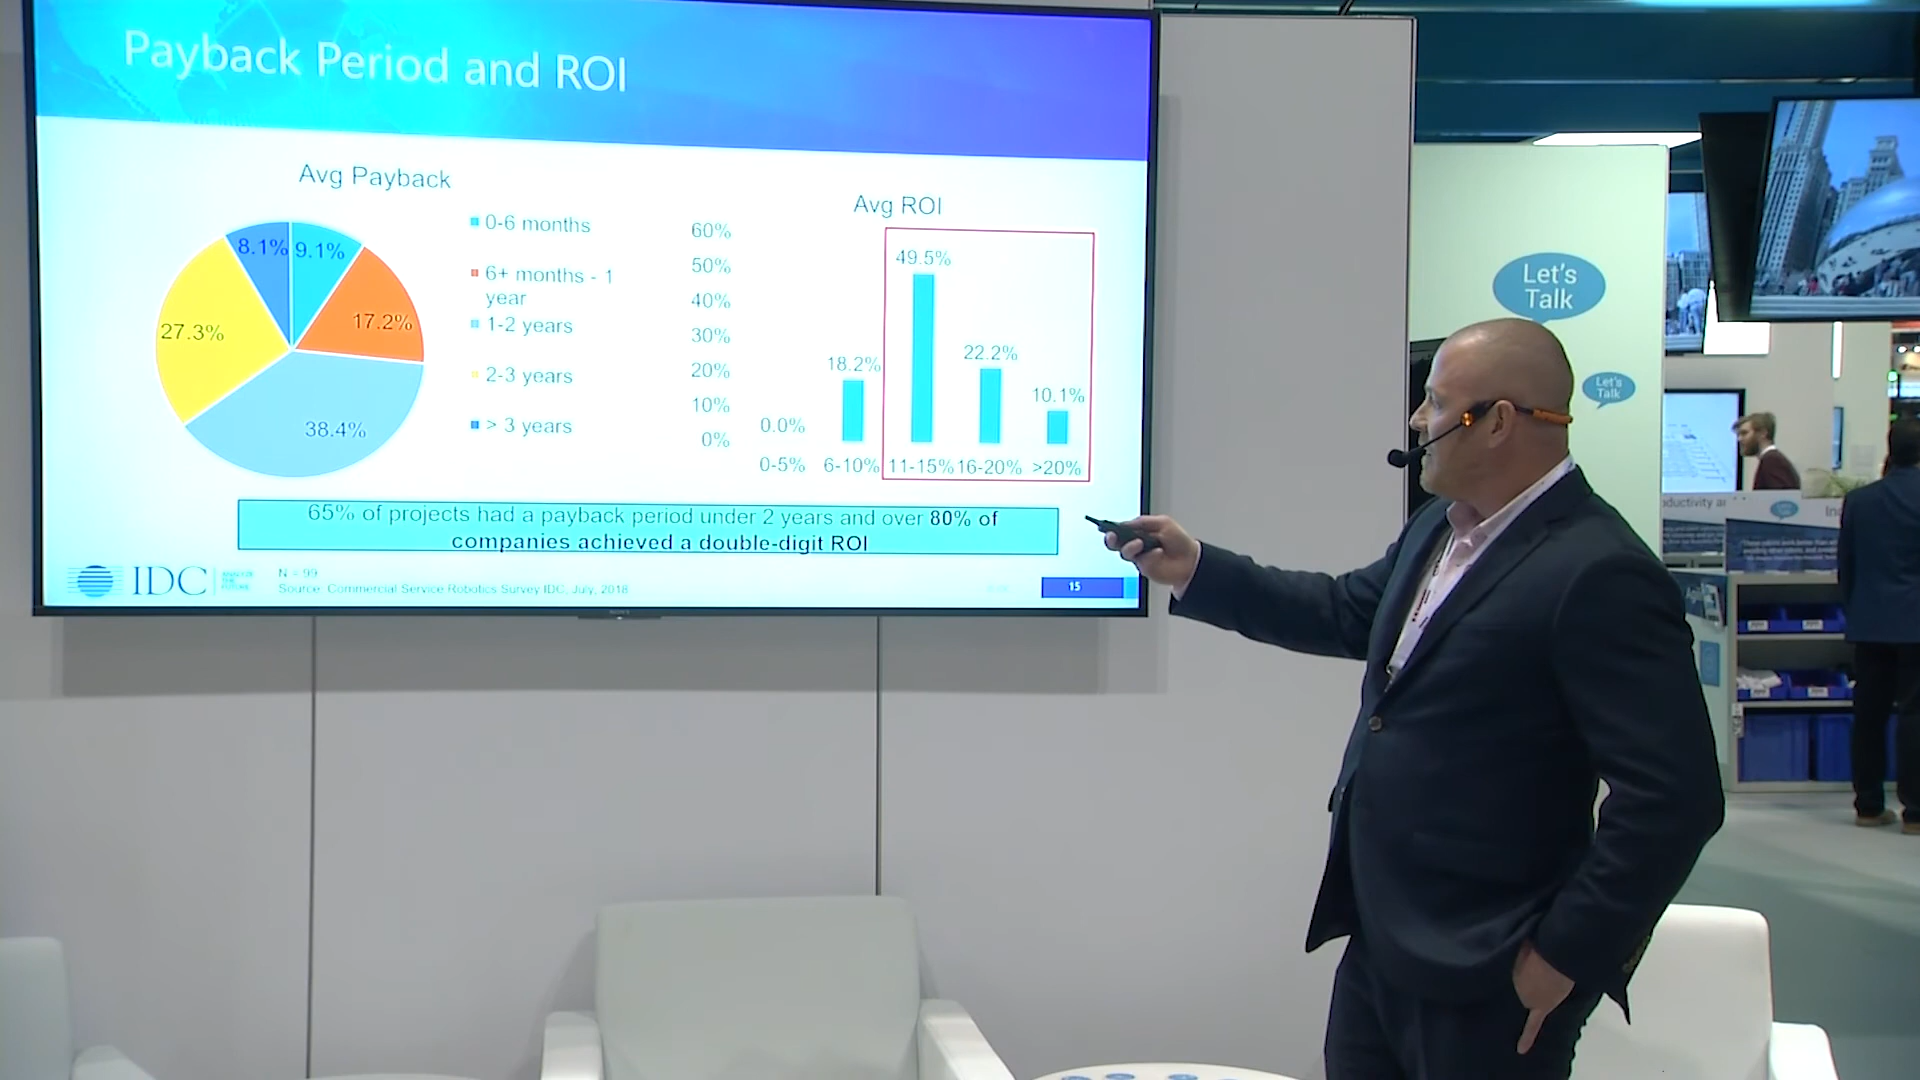 Payback Period and ROI
Avg Payback
8.1%
9.1%
17.2%
27.3%
38.4%
0-6 months
6+ months - 1
year
1-2 years
2-3 years
> 3 years
Avg ROI
60%
50%
40%
30%
20%
10%
0%
0.0%
18.2%
49.5%
22.2%
10.1%
0-5%
6-10%
11-15%
16-20%
>20%
65% of projects had a payback period under 2 years and over 80% of
companies achieved a double-digit ROI
IDC
N = 99
Source: Commercial Service Robotics Survey IDC, July, 2018
15
SONY
Let's
Talk
Let's
Talk